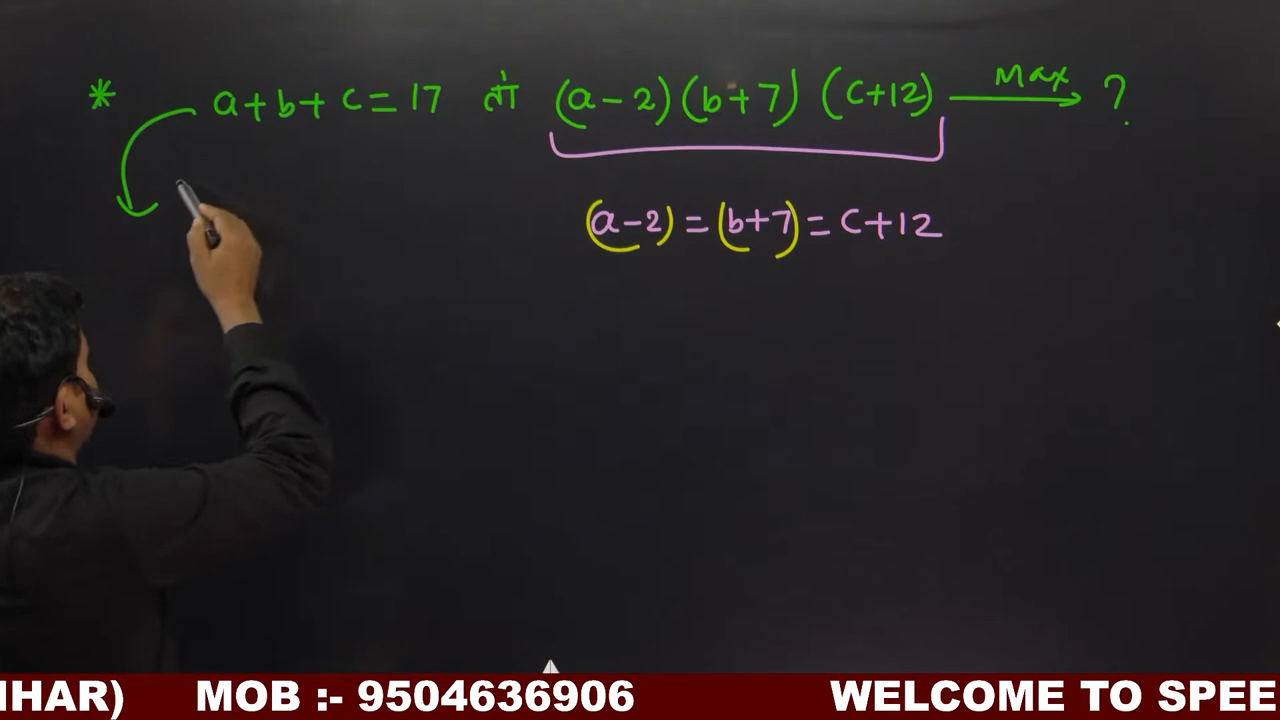 * a+b+c=17 तो (a-2)(b+7)(c+12) Max ?
(a-2)=(b+7)=c+12
IHAR) MOB :- 9504636906 WELCOME TO SPEE